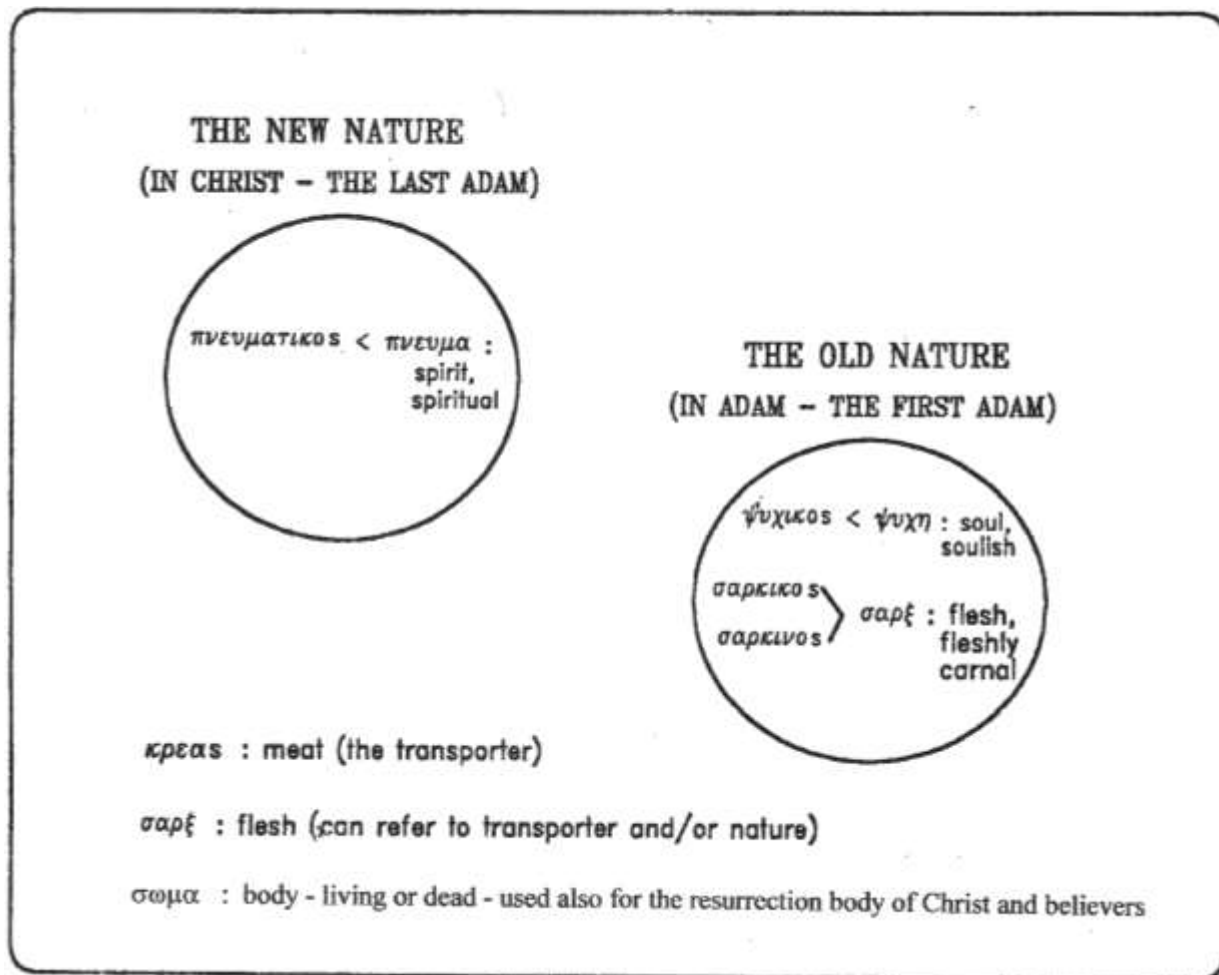 THE NEW NATURE
(IN CHRIST - THE LAST ADAM)
πνευματικοs < πνευμα :
spirit,
spiritual
THE OLD NATURE
(IN ADAM - THE FIRST ADAM)
ψυχικοs < ψυχη : soul,
soulish
σαρκικοs
σαρκινοs
σαρξ : flesh,
fleshly
carnal
κρεαs : meat (the transporter)
σαρξ : flesh (can refer to transporter and/or nature)
σωμα : body - living or dead - used also for the resurrection body of Christ and believers